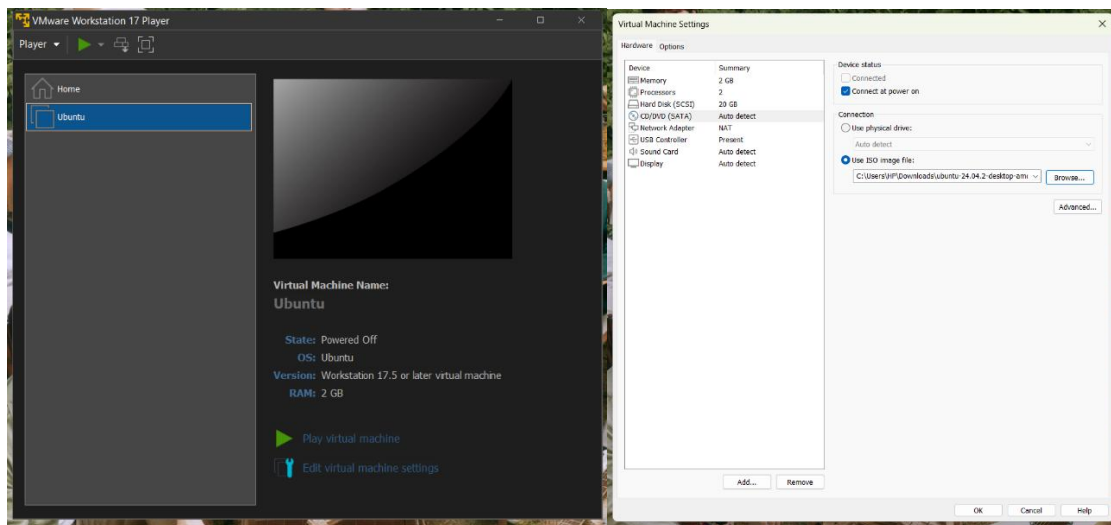 VMware Workstation 17 Player
Player
Home
Ubuntu
Virtual Machine Name:
Ubuntu
State: Powered Off
OS: Ubuntu
Version: Workstation 17.5 or later virtual machine
RAM: 2 GB
Play virtual machine
Edit virtual machine settings
Virtual Machine Settings
Hardware Options
Device Summary
Memory 2 GB
Processors 2
Hard Disk (SCSI) 20 GB
CD/DVD (SATA) Auto detect
Network Adapter NAT
USB Controller Present
Sound Card Auto detect
Display Auto detect
Add... Remove
Device status
Connected
Connect at power on
Connection
Use physical drive:
Auto detect
Use ISO image file:
C:\Users\HP\Downloads\ubuntu-24.04.2-desktop-am Browse...
Advanced...
OK Cancel Help